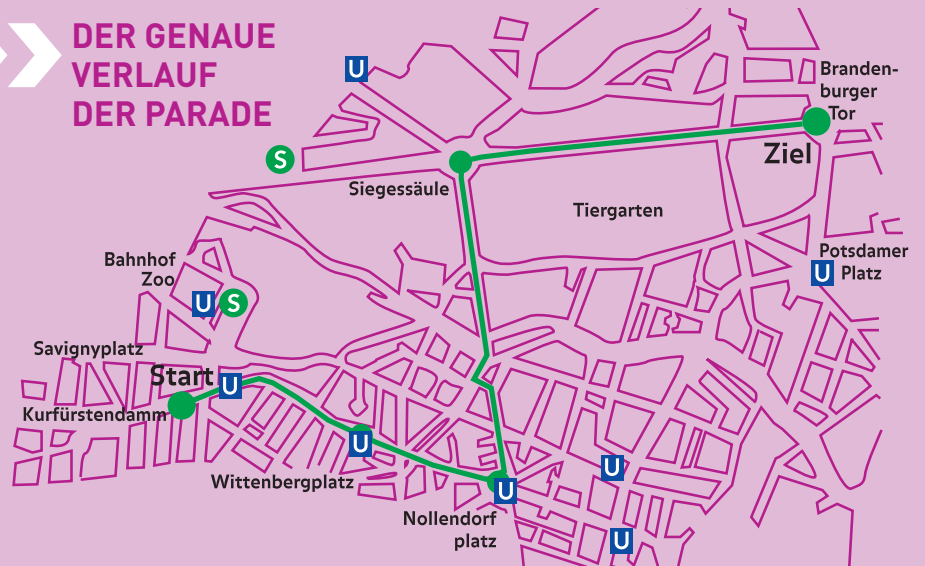 DER GENAUE
VERLAUF
DER PARADE
U
Branden-
burger
Tor
Ziel
S
Siegessäule
Tiergarten
Bahnhof
Zoo
U
S
Potsdamer
Platz
U
Savignyplatz
Start
U
Kurfürstendamm
U
Wittenbergplatz
U
U
Nollendorf
platz
U